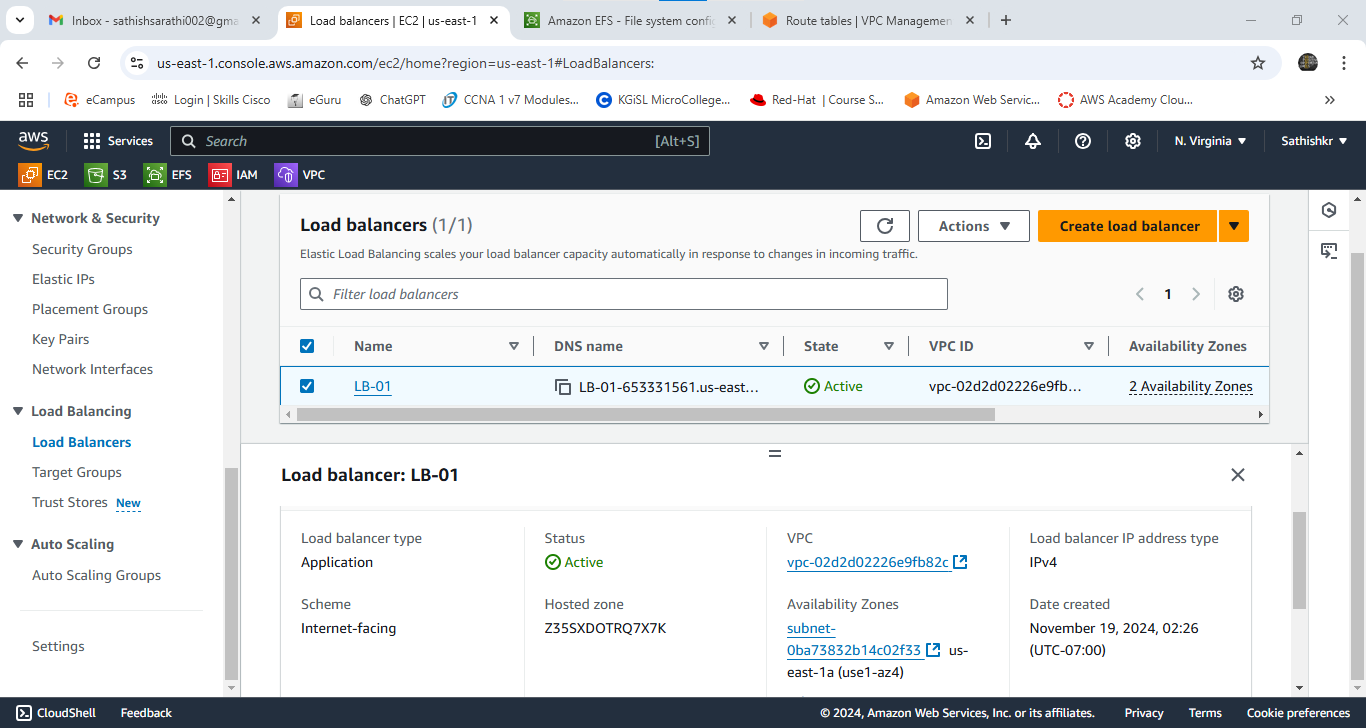 Inbox - sathishsarathi002@gma
Load balancers | EC2 | us-east-1
Amazon EFS - File system config
Route tables | VPC Managemen
us-east-1.console.aws.amazon.com/ec2/home?region=us-east-1#LoadBalancers:
eCampus
Login | Skills Cisco
eGuru
ChatGPT
CCNA 1 v7 Modules...
KGiSL MicroCollege...
Red-Hat | Course S...
Amazon Web Servic...
AWS Academy Clou...
aws
Services
Search
[Alt+S]
N. Virginia
Sathishkr
EC2
S3
EFS
IAM
VPC
Network & Security
Security Groups
Elastic IPs
Placement Groups
Key Pairs
Network Interfaces
Load Balancing
Load Balancers
Target Groups
Trust Stores New
Auto Scaling
Auto Scaling Groups
Settings
Load balancers (1/1)
Actions
Create load balancer
Elastic Load Balancing scales your load balancer capacity automatically in response to changes in incoming traffic.
Filter load balancers
1
Name
DNS name
State
VPC ID
Availability Zones
LB-01
LB-01-653331561.us-east...
Active
vpc-02d2d02226e9fb...
2 Availability Zones
Load balancer: LB-01
Load balancer type
Application
Status
Active
VPC
vpc-02d2d02226e9fb82c
Load balancer IP address type
IPv4
Scheme
Internet-facing
Hosted zone
Z35SXDOTRQ7X7K
Availability Zones
subnet-
0ba73832b14c02f33 us-
east-1a (use1-az4)
Date created
November 19, 2024, 02:26
(UTC-07:00)
CloudShell
Feedback
© 2024, Amazon Web Services, Inc. or its affiliates.
Privacy
Terms
Cookie preferences